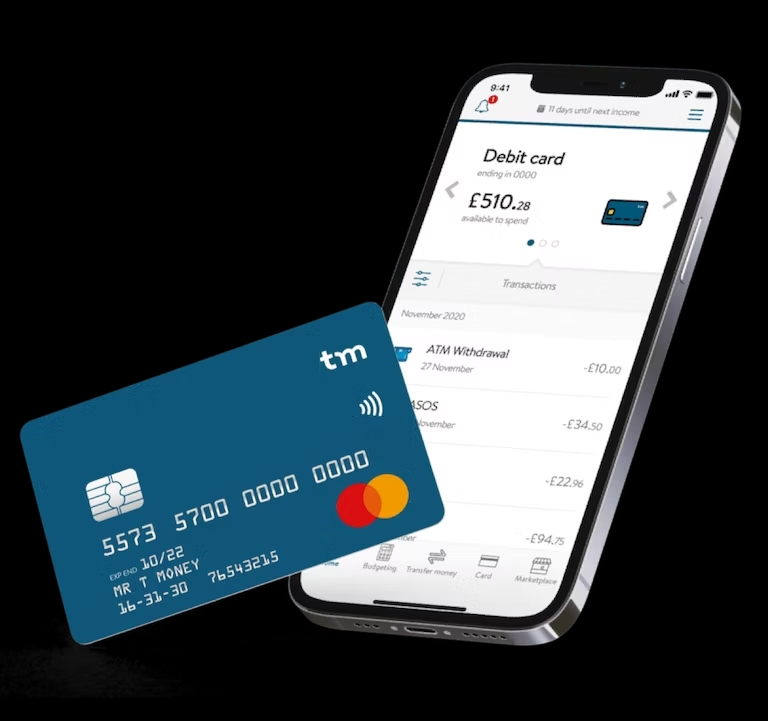 9:41
1
11 days until next income
Debit card
ending in 0000
£510.28
available to spend
Transactions
November 2020
ATM Withdrawal
27 November
-£10.00
ASOS
-£34.50
-£22.96
-£94.75
Budgeting
Transfer money
Card
Marketplace
tm
5573 5700 0000 0000
EXP END 10/22
MR T MONEY
16-31-30 76543215